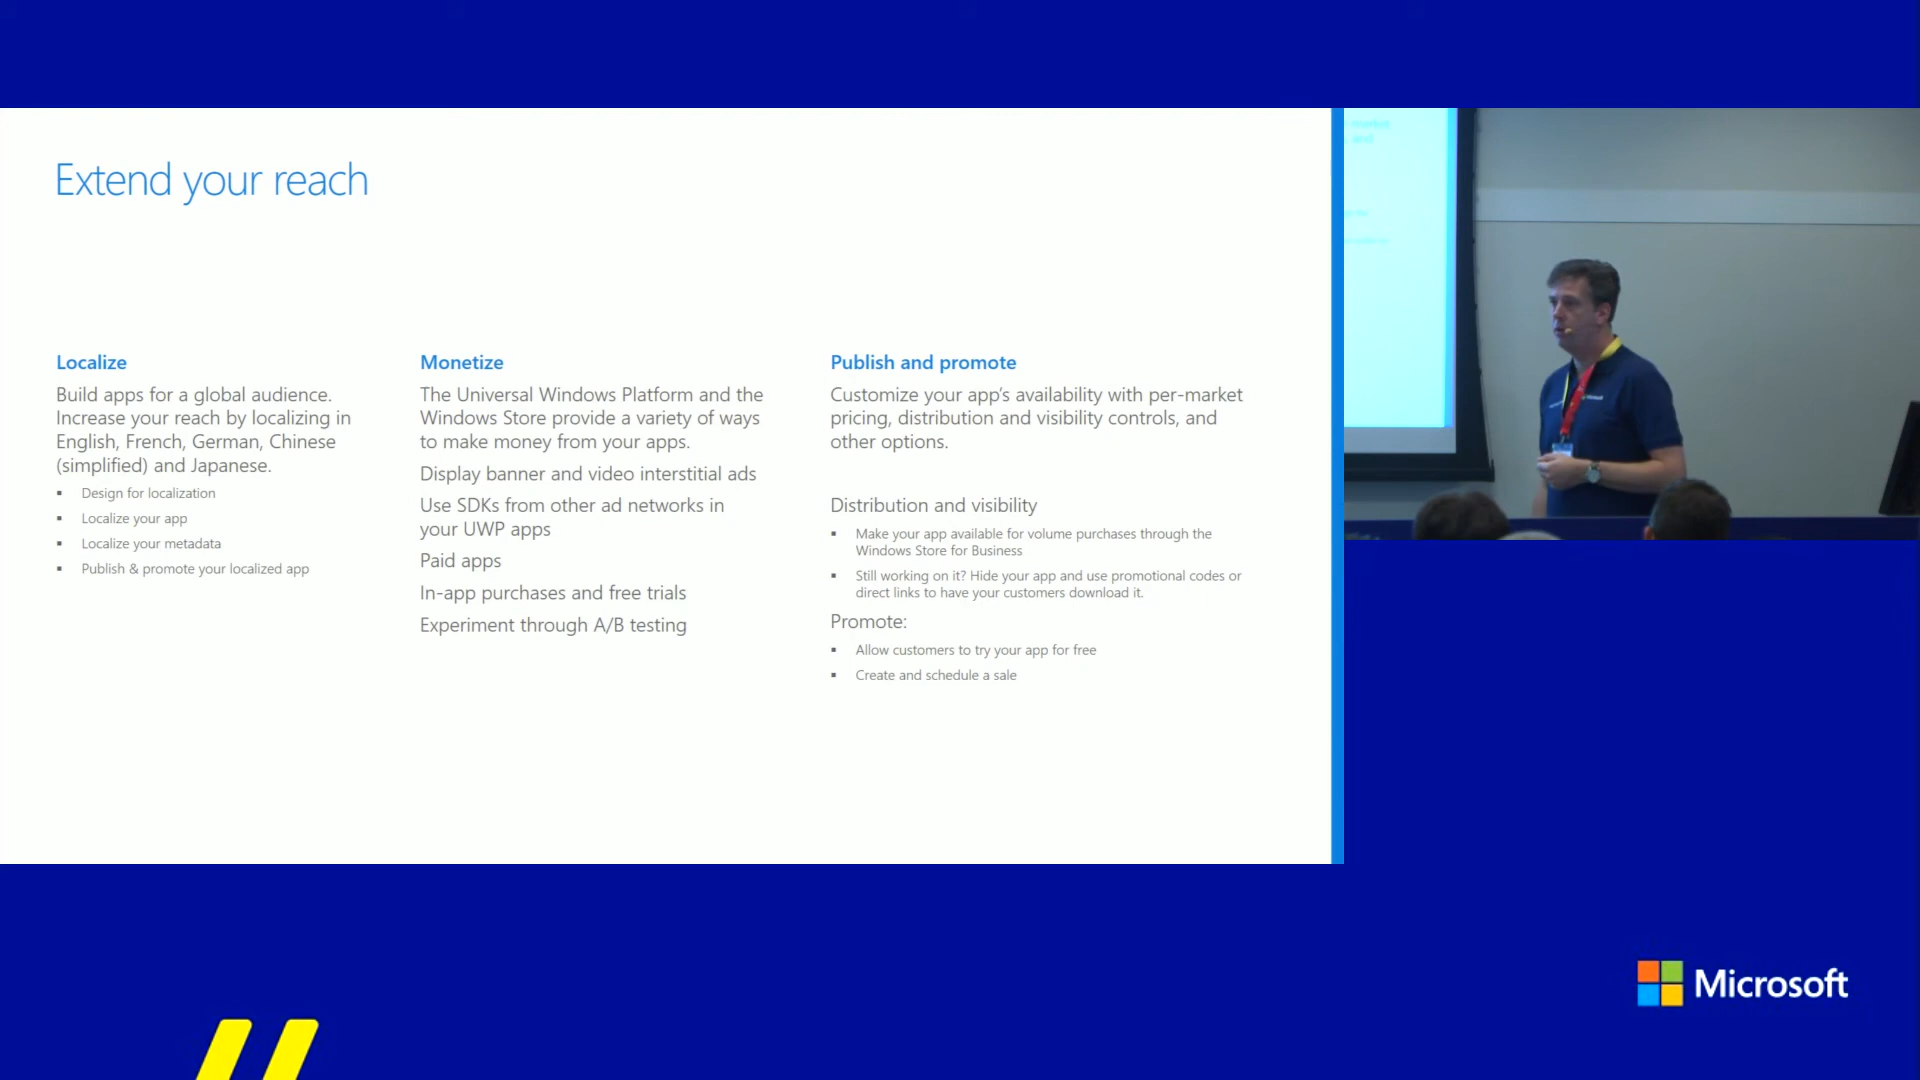 Extend your reach
Localize
Build apps for a global audience.
Increase your reach by localizing in
English, French, German, Chinese
(simplified) and Japanese.
▪ Design for localization
▪ Localize your app
▪ Localize your metadata
▪ Publish & promote your localized app
Monetize
The Universal Windows Platform and the
Windows Store provide a variety of ways
to make money from your apps.
Display banner and video interstitial ads
Use SDKs from other ad networks in
your UWP apps
Paid apps
In-app purchases and free trials
Experiment through A/B testing
Publish and promote
Customize your app’s availability with per-market
pricing, distribution and visibility controls, and
other options.
Distribution and visibility
▪ Make your app available for volume purchases through the
Windows Store for Business
▪ Still working on it? Hide your app and use promotional codes or
direct links to have your customers download it.
Promote:
▪ Allow customers to try your app for free
▪ Create and schedule a sale
Microsoft